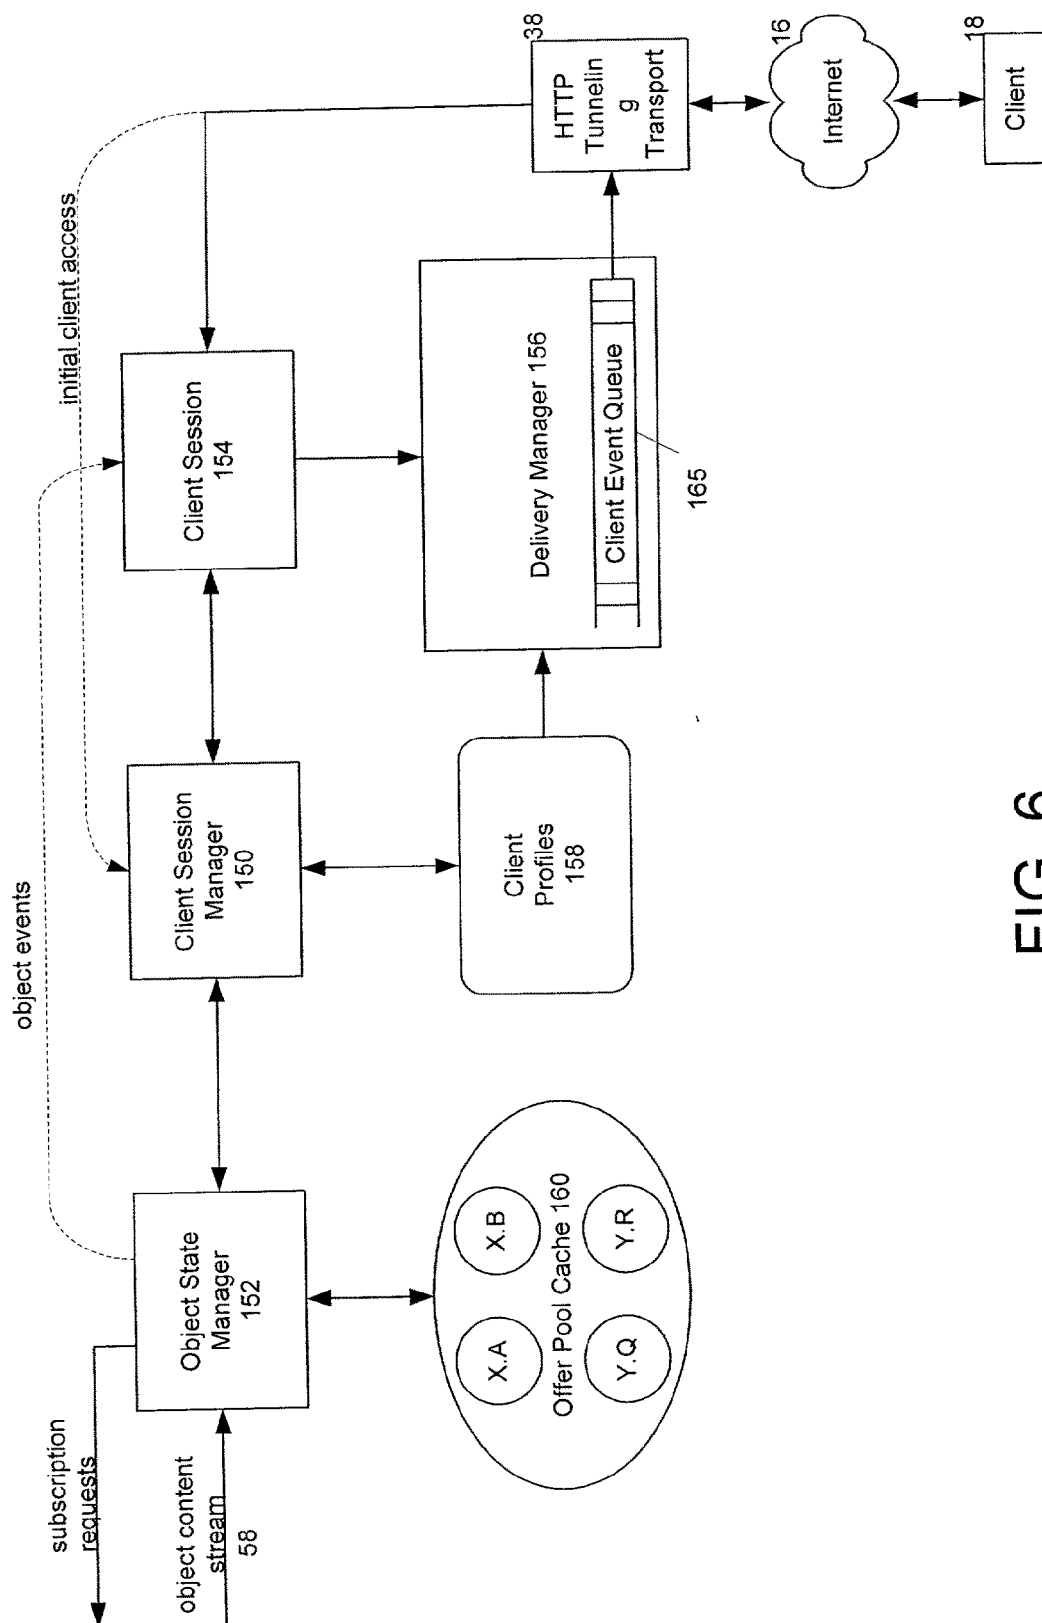 subscription
requests
object content
stream
58
object events
initial client access
Object State
Manager
152
Client Session
Manager
150
Client Session
154
38
HTTP
Tunnelin
g
Transport
16
Internet
18
Client
X.A
X.B
Offer Pool Cache 160
Y.Q
Y.R
Client
Profiles
158
Delivery Manager 156
Client Event Queue
165
FIG. 6